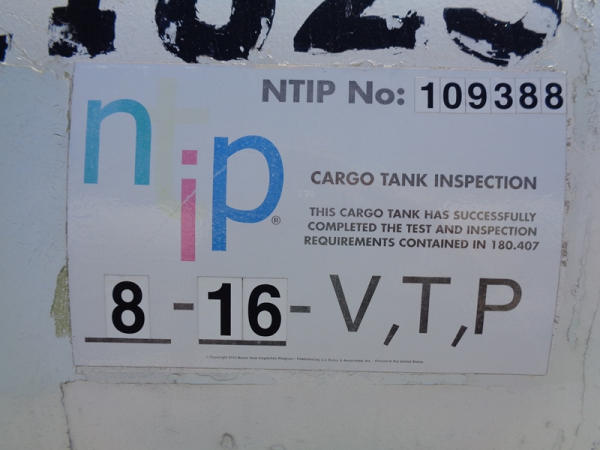 NTIP No: 109388
ntip®
CARGO TANK INSPECTION
THIS CARGO TANK HAS SUCCESSFULLY
COMPLETED THE TEST AND INSPECTION
REQUIREMENTS CONTAINED IN 180.407
8-16-V,T,P